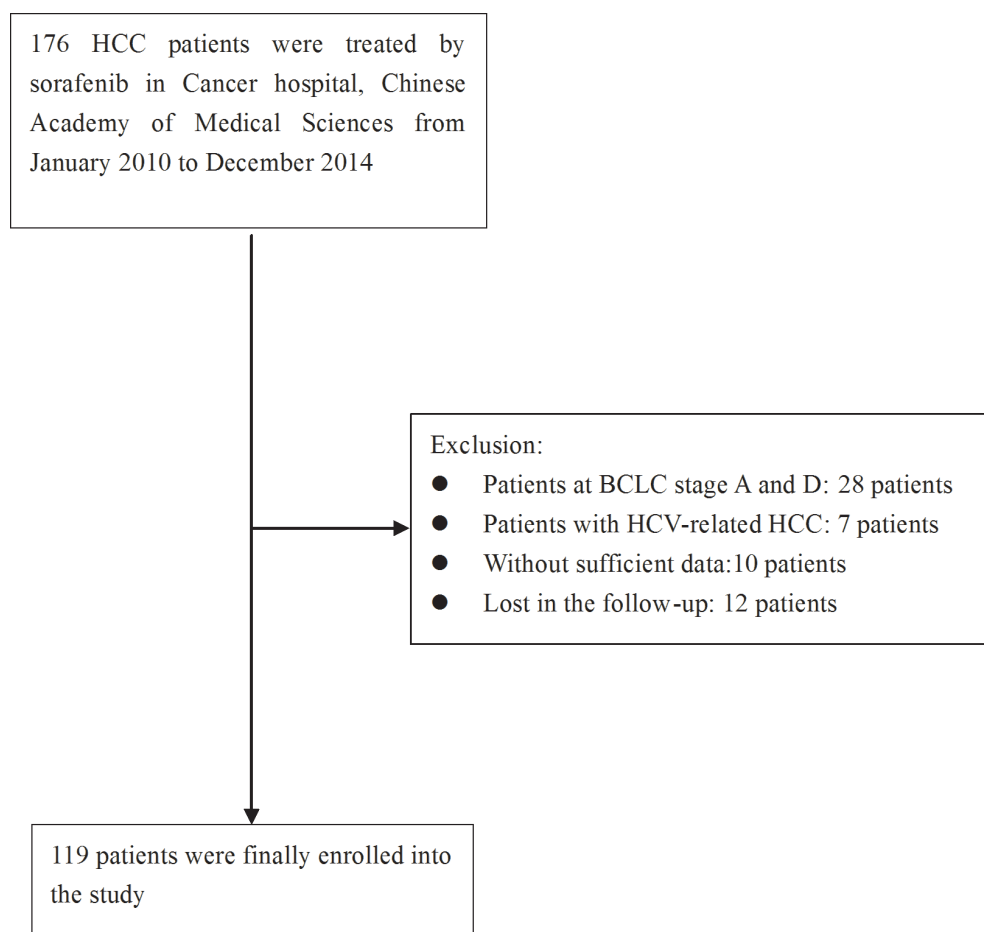 176 HCC patients were treated by
sorafenib in Cancer hospital, Chinese
Academy of Medical Sciences from
January 2010 to December 2014
Exclusion:
● Patients at BCLC stage A and D: 28 patients
● Patients with HCV-related HCC: 7 patients
● Without sufficient data:10 patients
● Lost in the follow-up: 12 patients
119 patients were finally enrolled into
the study